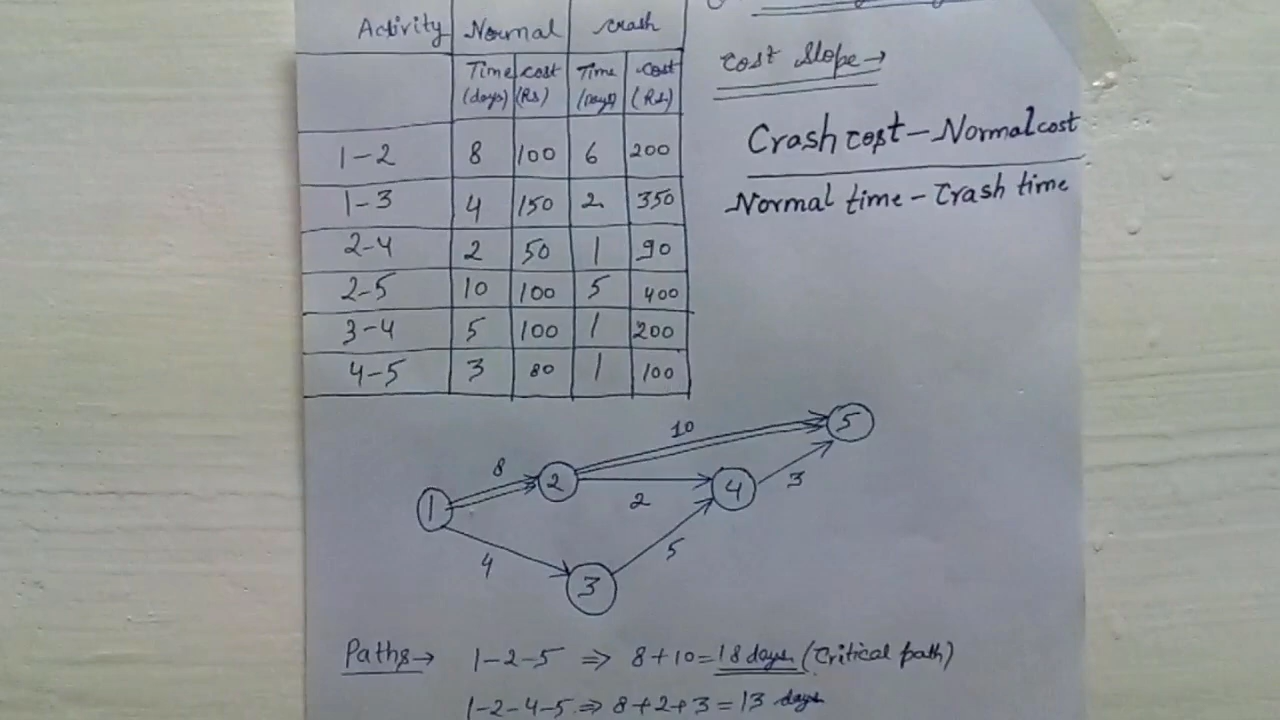 Activity Normal crash
Time cost Time cost
(days) (Rs) (Days) (Rs.)
1-2 8 100 6 200
1-3 4 150 2 350
2-4 2 50 1 90
2-5 10 100 5 400
3-4 5 100 1 200
4-5 3 80 1 100
Cost Slope→
Crash cost - Normal cost
Normal time - Crash time
10
5
8
2
4
1
2
3
4
5
3
Paths→ 1-2-5 ⇒ 8+10=18 days (Critical path)
1-2-4-5 ⇒ 8+2+3=13 days